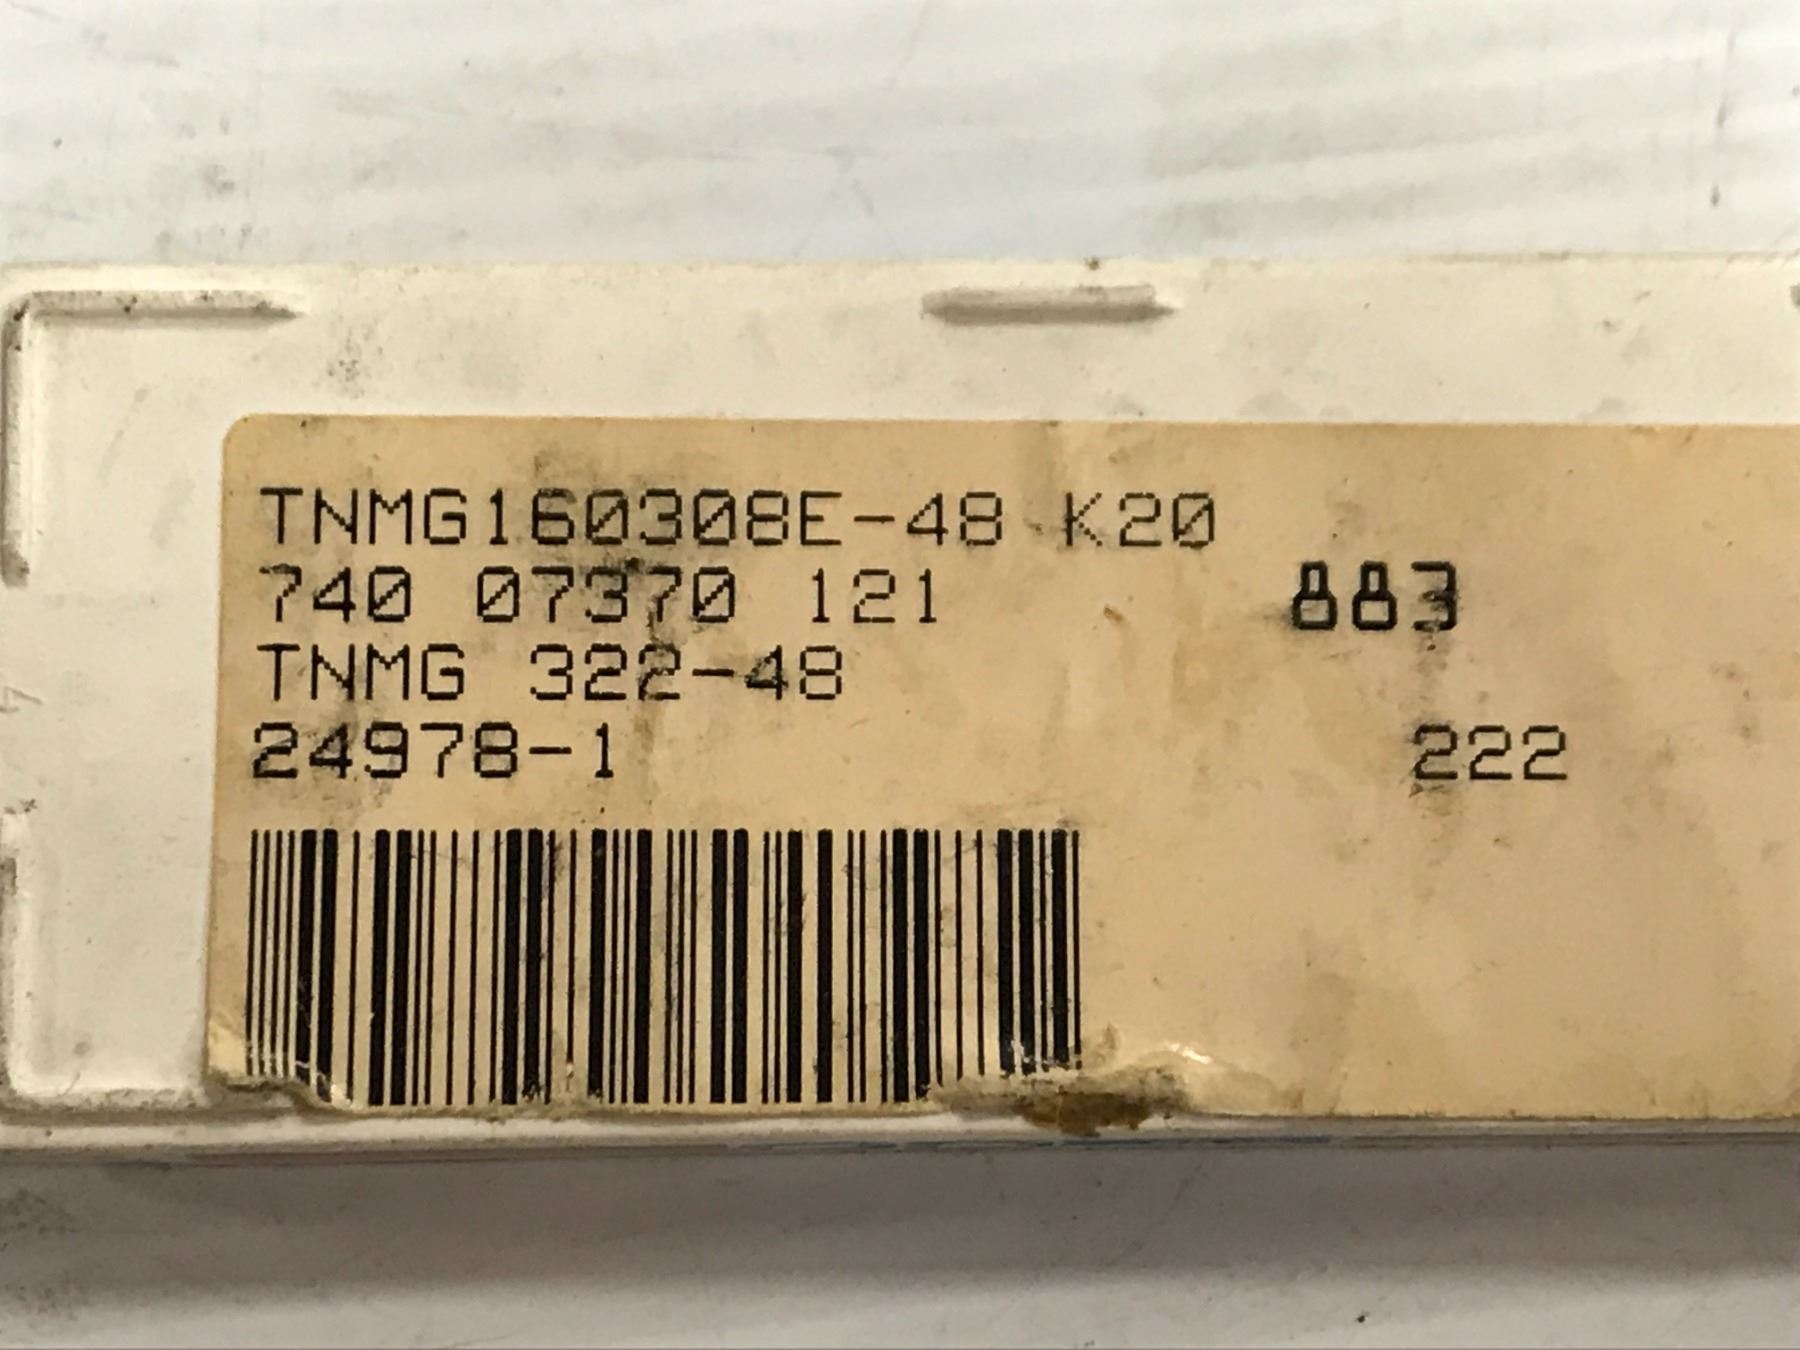 TNMG160308E-48 K20
740 07370 121 883
TNMG 322-48
24978-1 222